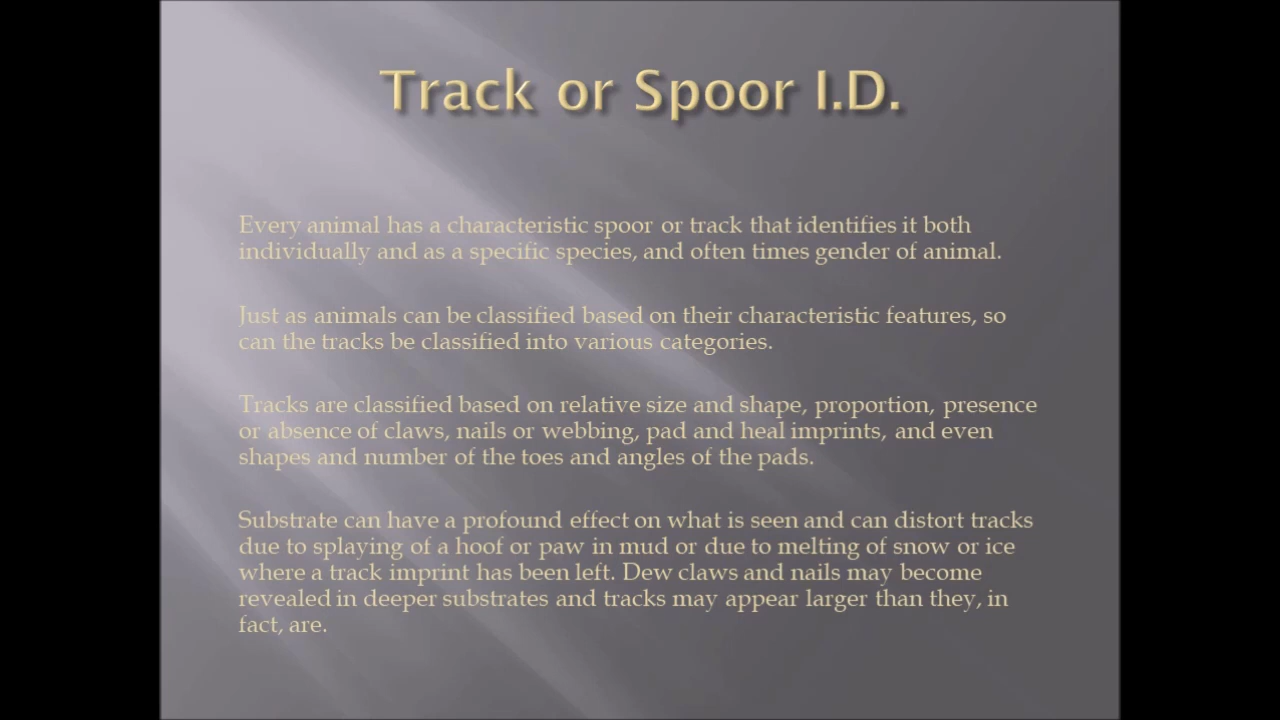 Track or Spoor I.D.
Every animal has a characteristic spoor or track that identifies it both
individually and as a specific species, and often times gender of animal.
Just as animals can be classified based on their characteristic features, so
can the tracks be classified into various categories.
Tracks are classified based on relative size and shape, proportion, presence
or absence of claws, nails or webbing, pad and heal imprints, and even
shapes and number of the toes and angles of the pads.
Substrate can have a profound effect on what is seen and can distort tracks
due to splaying of a hoof or paw in mud or due to melting of snow or ice
where a track imprint has been left. Dew claws and nails may become
revealed in deeper substrates and tracks may appear larger than they, in
fact, are.